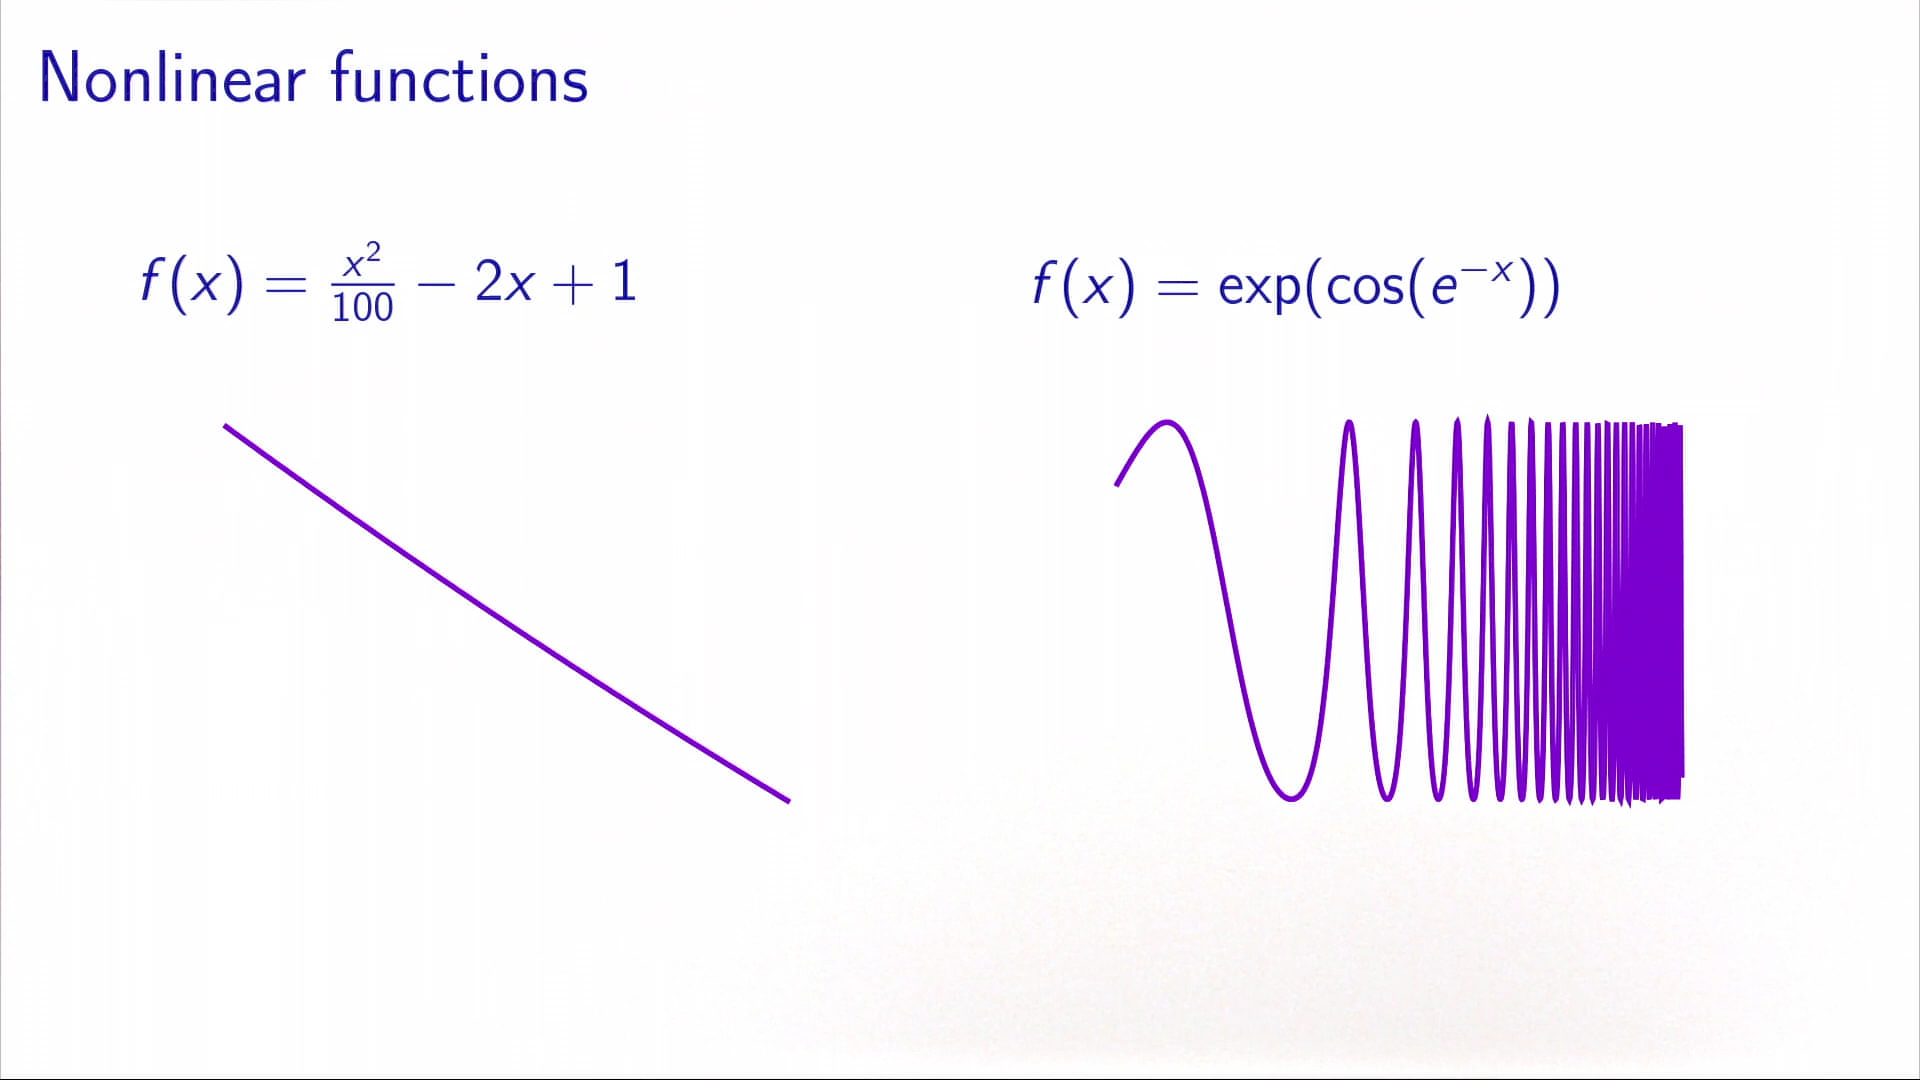 Nonlinear functions
f(x) = x²/100 − 2x + 1
f(x) = exp(cos(e⁻ˣ))